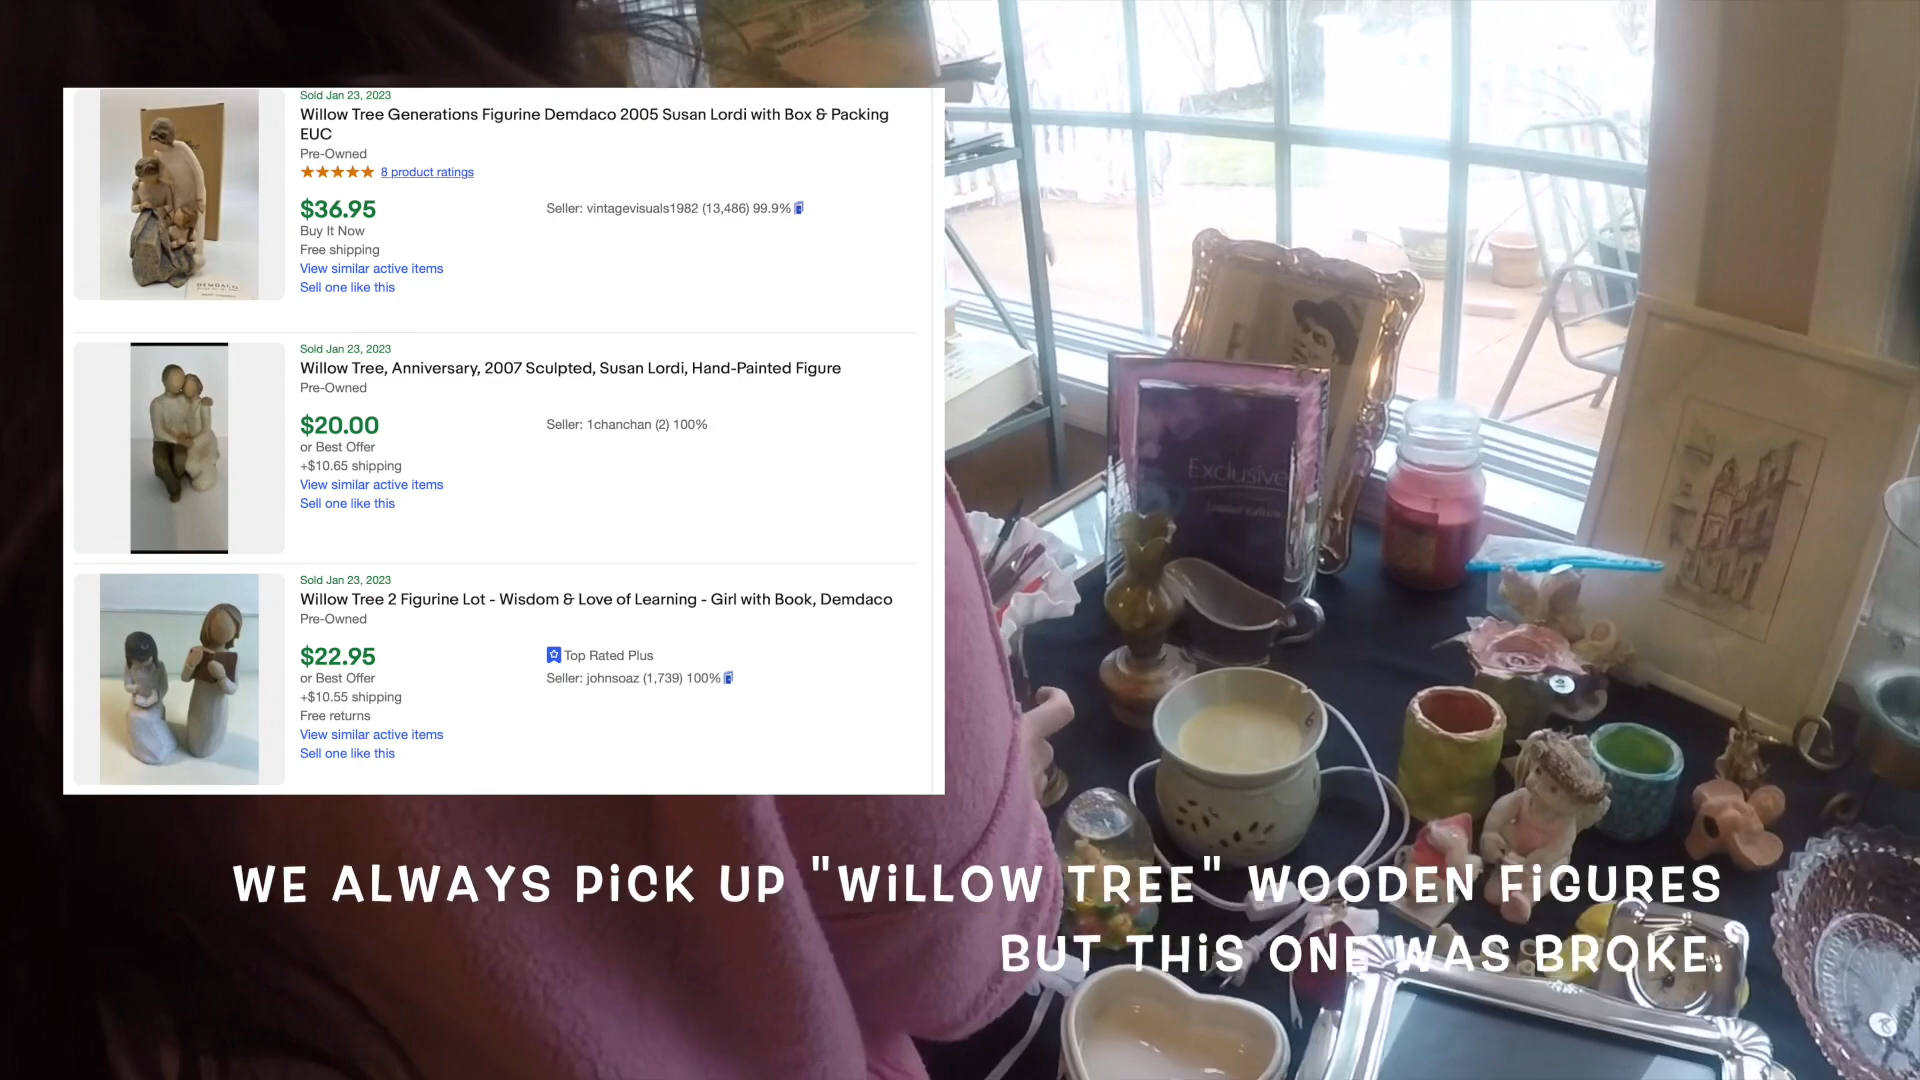 Sold Jan 23, 2023
Willow Tree Generations Figurine Demdaco 2005 Susan Lordi with Box & Packing
EUC
Pre-Owned
8 product ratings
$36.95
Seller: vintagevisuals1982 (13,486) 99.9%
Buy It Now
Free shipping
View similar active items
Sell one like this
DEMDACO
Sold Jan 23, 2023
Willow Tree, Anniversary, 2007 Sculpted, Susan Lordi, Hand-Painted Figure
Pre-Owned
$20.00
Seller: 1chanchan (2) 100%
or Best Offer
+$10.65 shipping
View similar active items
Sell one like this
Sold Jan 23, 2023
Willow Tree 2 Figurine Lot - Wisdom & Love of Learning - Girl with Book, Demdaco
Pre-Owned
$22.95
Top Rated Plus
or Best Offer
Seller: johnsoaz (1,739) 100%
+$10.55 shipping
Free returns
View similar active items
Sell one like this
Exclusive
Limited Edition
6
WE ALWAYS PiCK UP "WiLLOW TREE" WOODEN FiGURES
BUT THiS ONE WAS BROKE.